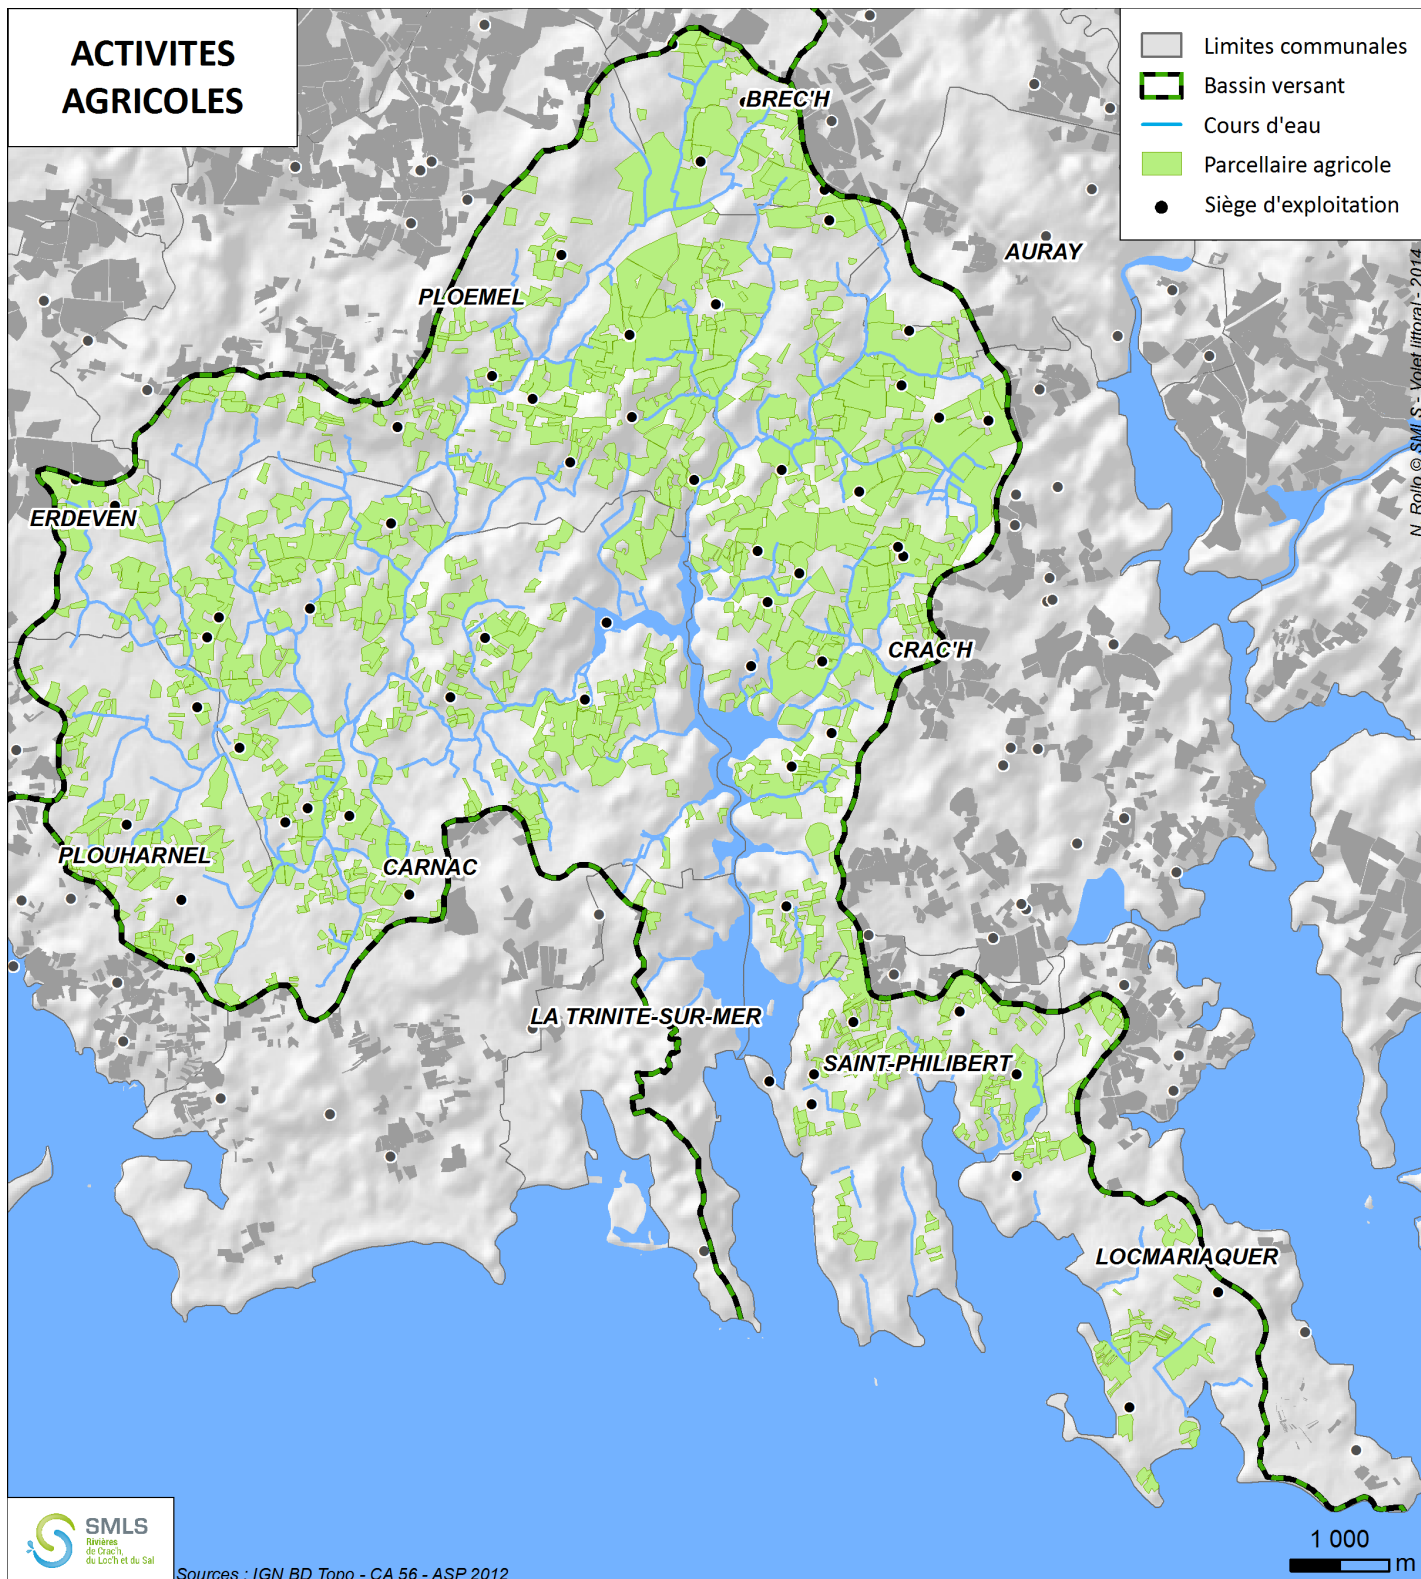 ACTIVITES
AGRICOLES
Limites communales
Bassin versant
Cours d'eau
Parcellaire agricole
Siège d'exploitation
BREC'H
AURAY
PLOEMEL
ERDEVEN
CRAC'H
PLOUHARNEL
CARNAC
LA TRINITE-SUR-MER
SAINT-PHILIBERT
LOCMARIAQUER
N. Rollo © SMLS - Volet littoral - 2014
SMLS
Rivières
de Crac'h,
du Loc'h et du Sal
Sources : IGN BD Topo - CA 56 - ASP 2012
1 000
m